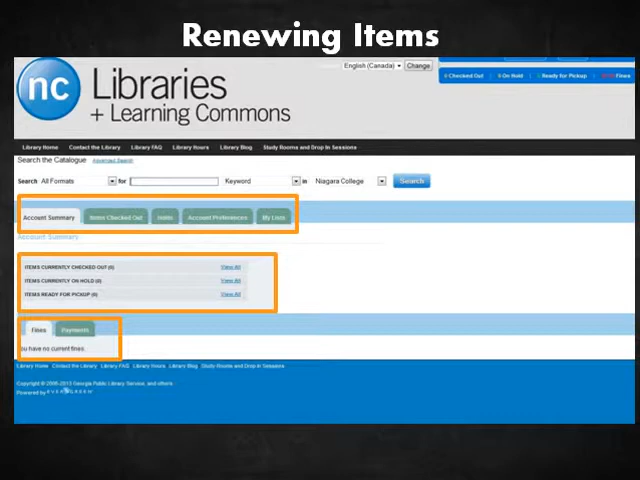 Renewing Items
English (Canada) Change
Checked Out On Hold Ready for Pickup Fines
nc Libraries
+ Learning Commons
Library Home Contact the Library Library FAQ Library Hours Library Blog Study Rooms and Drop In Sessions
Search the Catalogue Advanced Search
Search All Formats for Keyword in Niagara College Search
Account Summary Items Checked Out Holds Account Preferences My Lists
Account Summary
ITEMS CURRENTLY CHECKED OUT (0) View All
ITEMS CURRENTLY ON HOLD (0) View All
ITEMS READY FOR PICKUP (0) View All
Fines Payments
ou have no current fines.
Library Home Contact the Library Library FAQ Library Hours Library Blog Study Rooms and Drop in Sessions
Copyright © 2006-2013 Georgia Public Library Service, and others
Powered by EVERGREEN